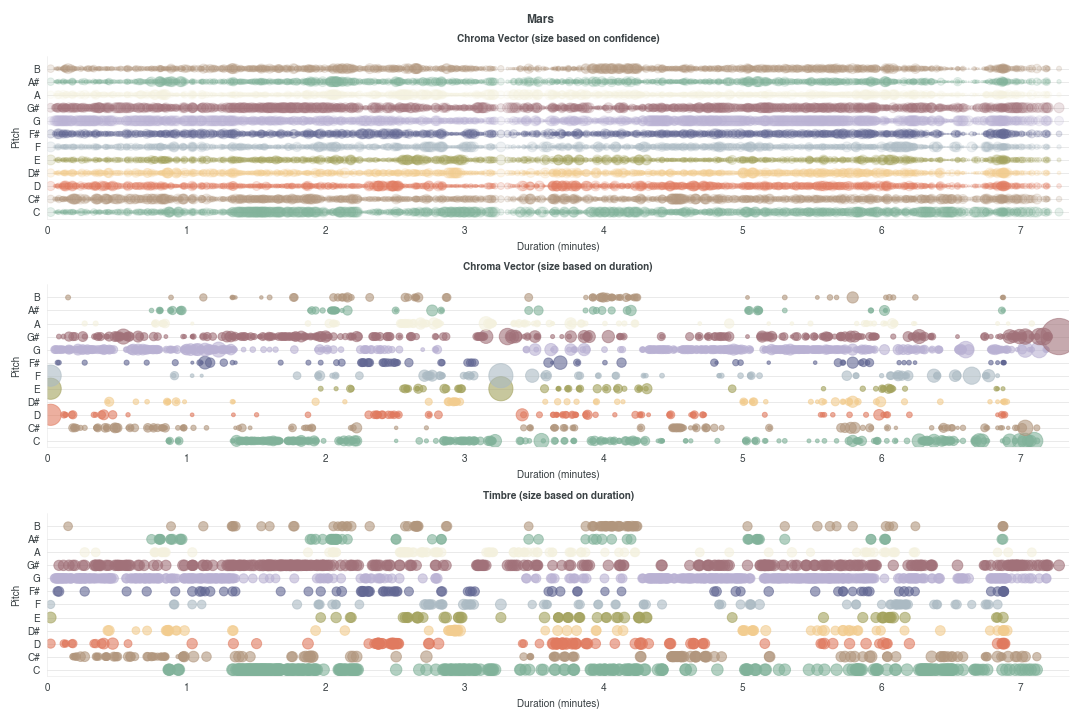 Mars
Chroma Vector (size based on confidence)
B
A#
A
G#
G
F#
F
E
D#
D
C#
C
Pitch
0 1 2 3 4 5 6 7
Duration (minutes)
Chroma Vector (size based on duration)
B
A#
A
G#
G
F#
F
E
D#
D
C#
C
Pitch
0 1 2 3 4 5 6 7
Duration (minutes)
Timbre (size based on duration)
B
A#
A
G#
G
F#
F
E
D#
D
C#
C
Pitch
0 1 2 3 4 5 6 7
Duration (minutes)